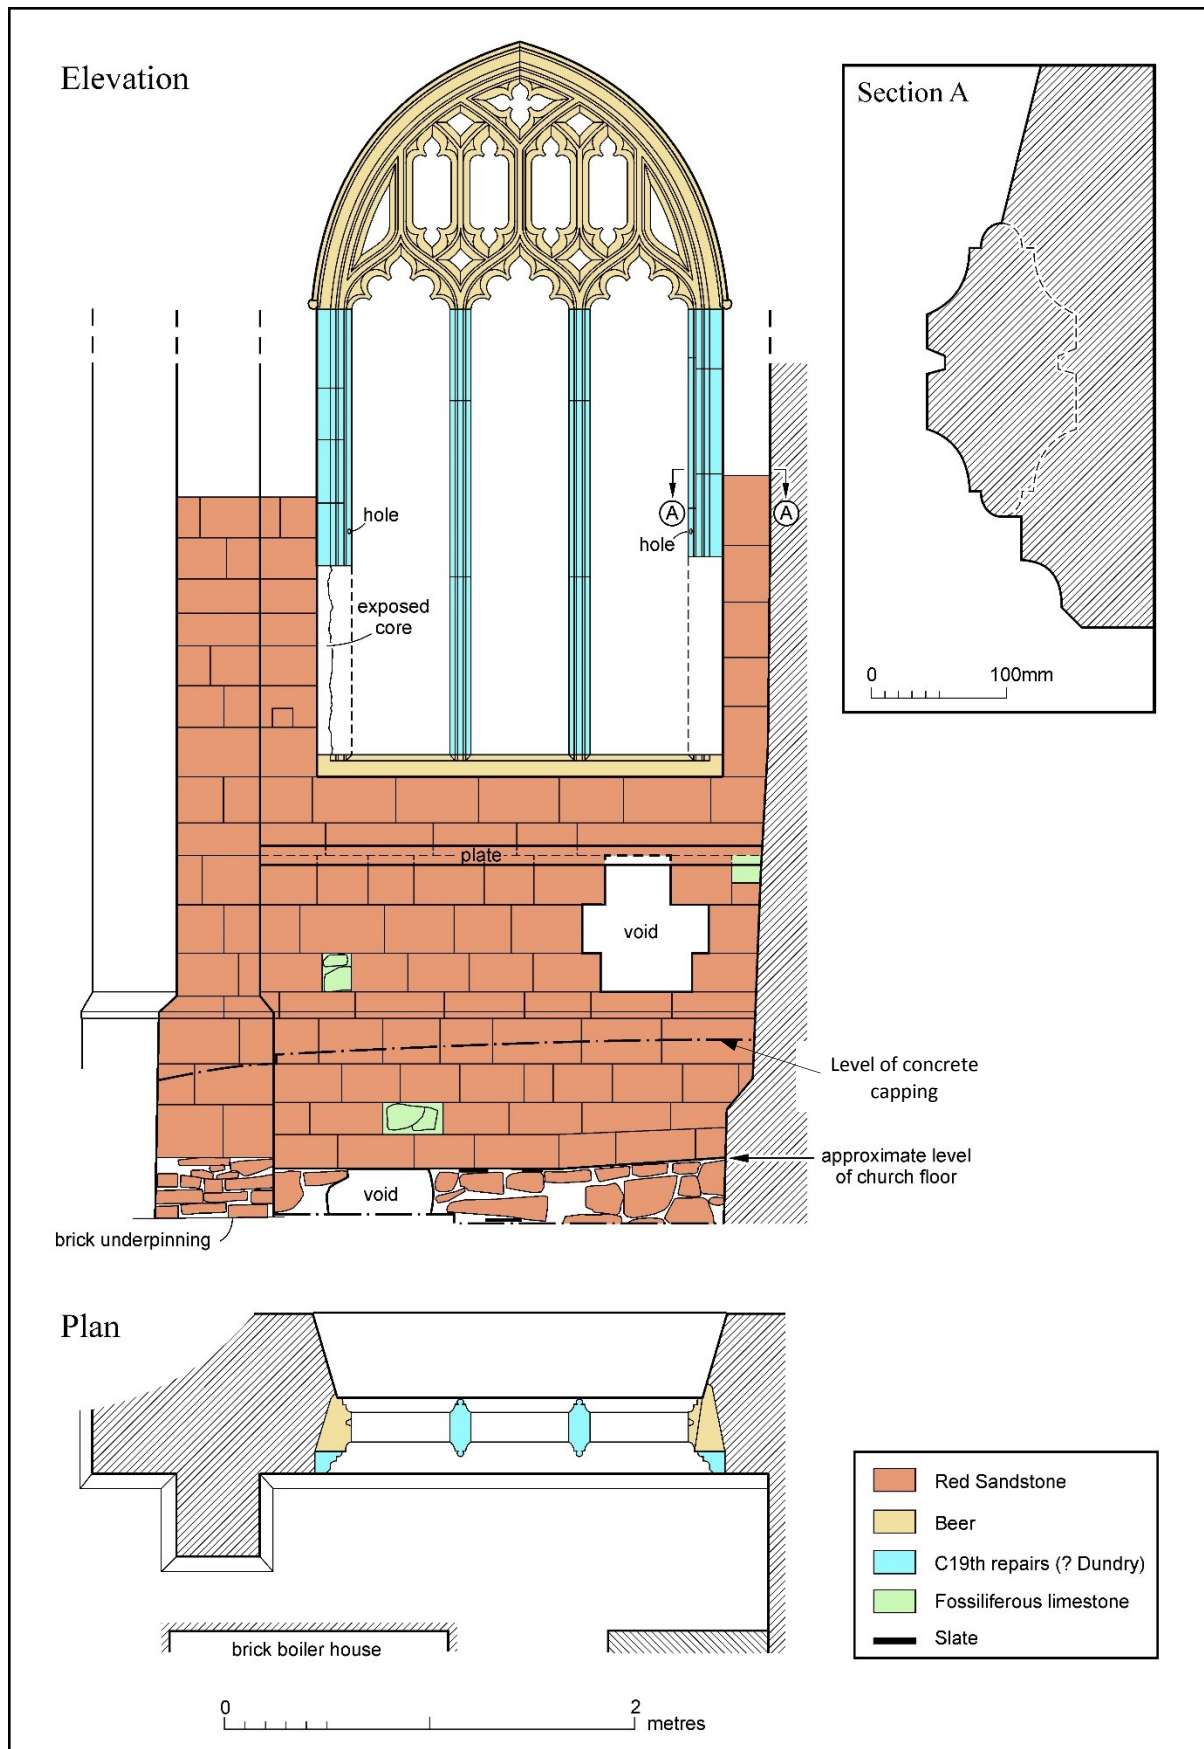 Elevation
Section A
0
100mm
hole
A
A
hole
exposed
core
plate
void
Level of concrete
capping
approximate level
of church floor
void
brick underpinning
Plan
brick boiler house
0
2
metres
Red Sandstone
Beer
C19th repairs (? Dundry)
Fossiliferous limestone
Slate